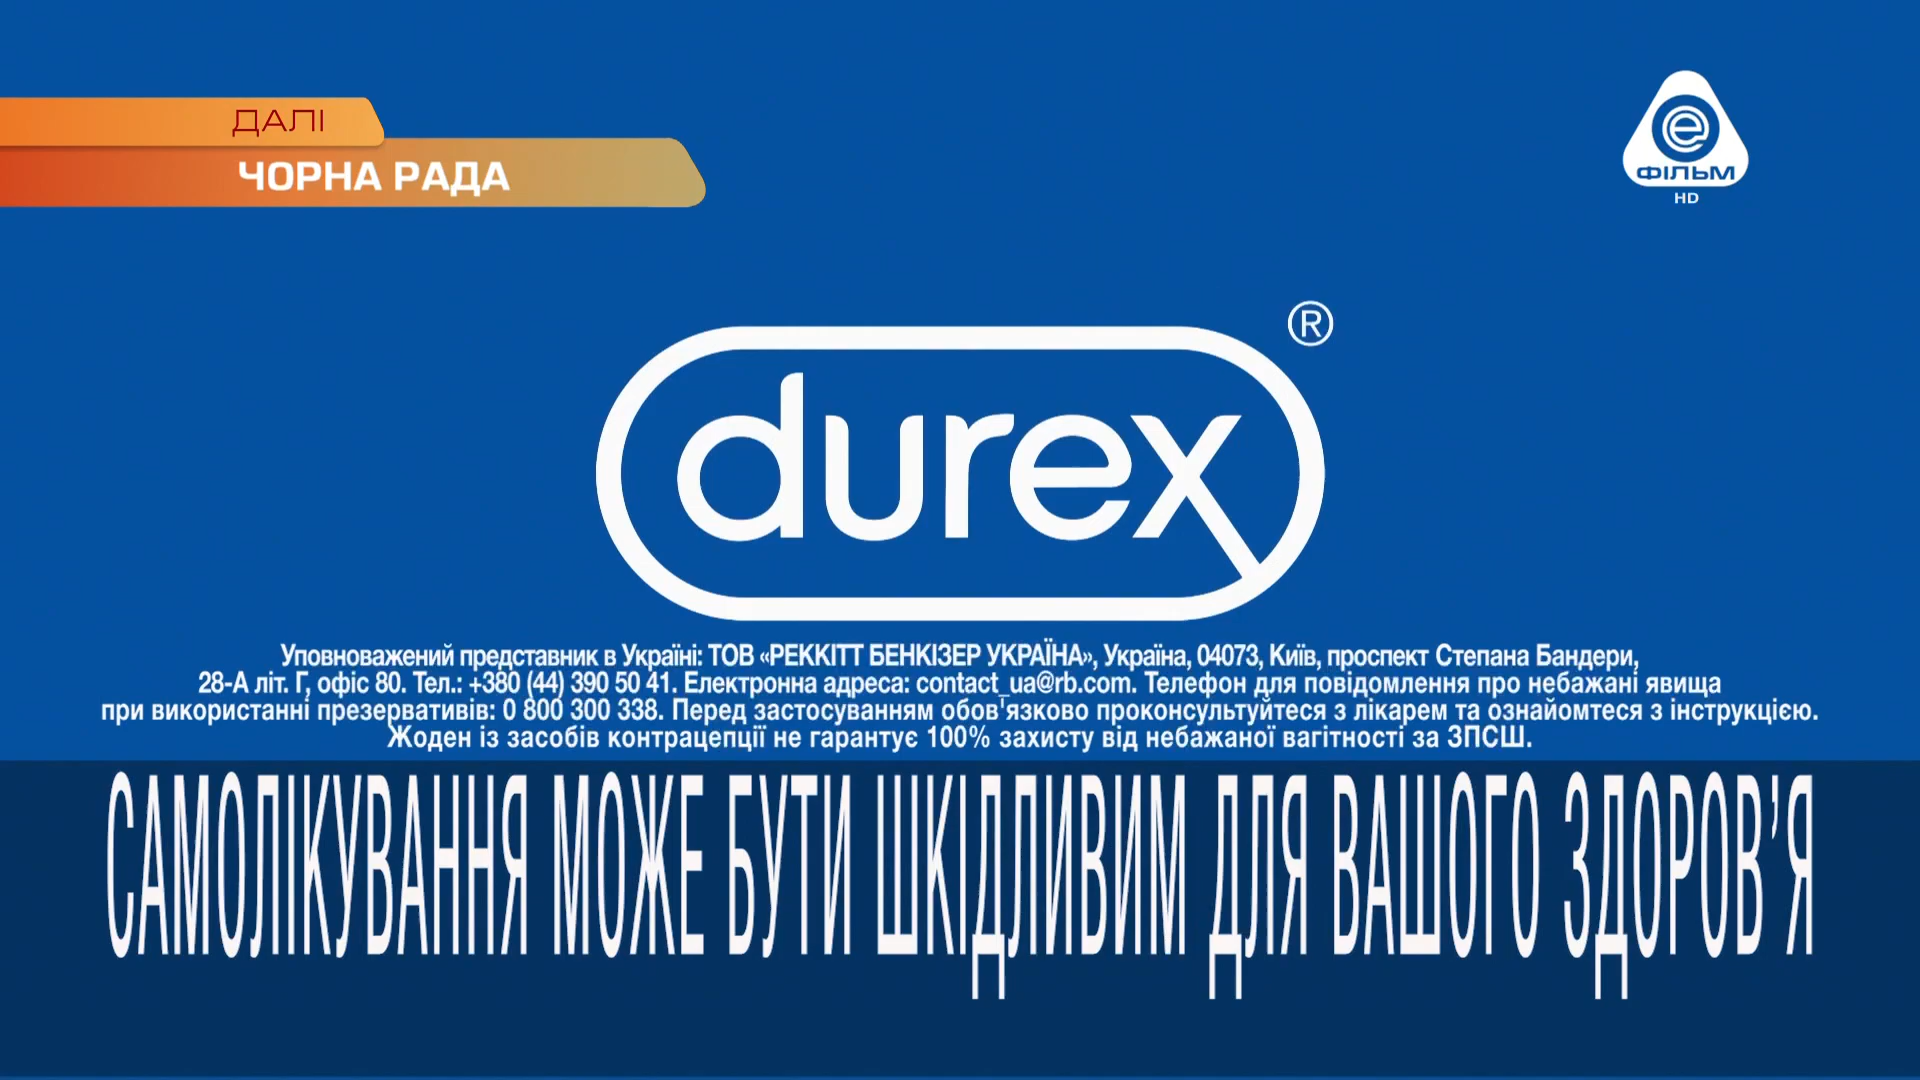 ДАЛІ
ЧОРНА РАДА
е
ФІЛЬМ
HD
durex®
Уповноважений представник в Україні: ТОВ «РЕККІТТ БЕНКІЗЕР УКРАЇНА», Україна, 04073, Київ, проспект Степана Бандери,
28-А літ. Г, офіс 80. Тел.: +380 (44) 390 50 41. Електронна адреса: contact_ua@rb.com. Телефон для повідомлення про небажані явища
при використанні презервативів: 0 800 300 338. Перед застосуванням обов'язково проконсультуйтеся з лікарем та ознайомтеся з інструкцією.
Жоден із засобів контрацепції не гарантує 100% захисту від небажаної вагітності за ЗПСШ.
САМОЛІКУВАННЯ МОЖЕ БУТИ ШКІДЛИВИМ ДЛЯ ВАШОГО ЗДОРОВ’Я